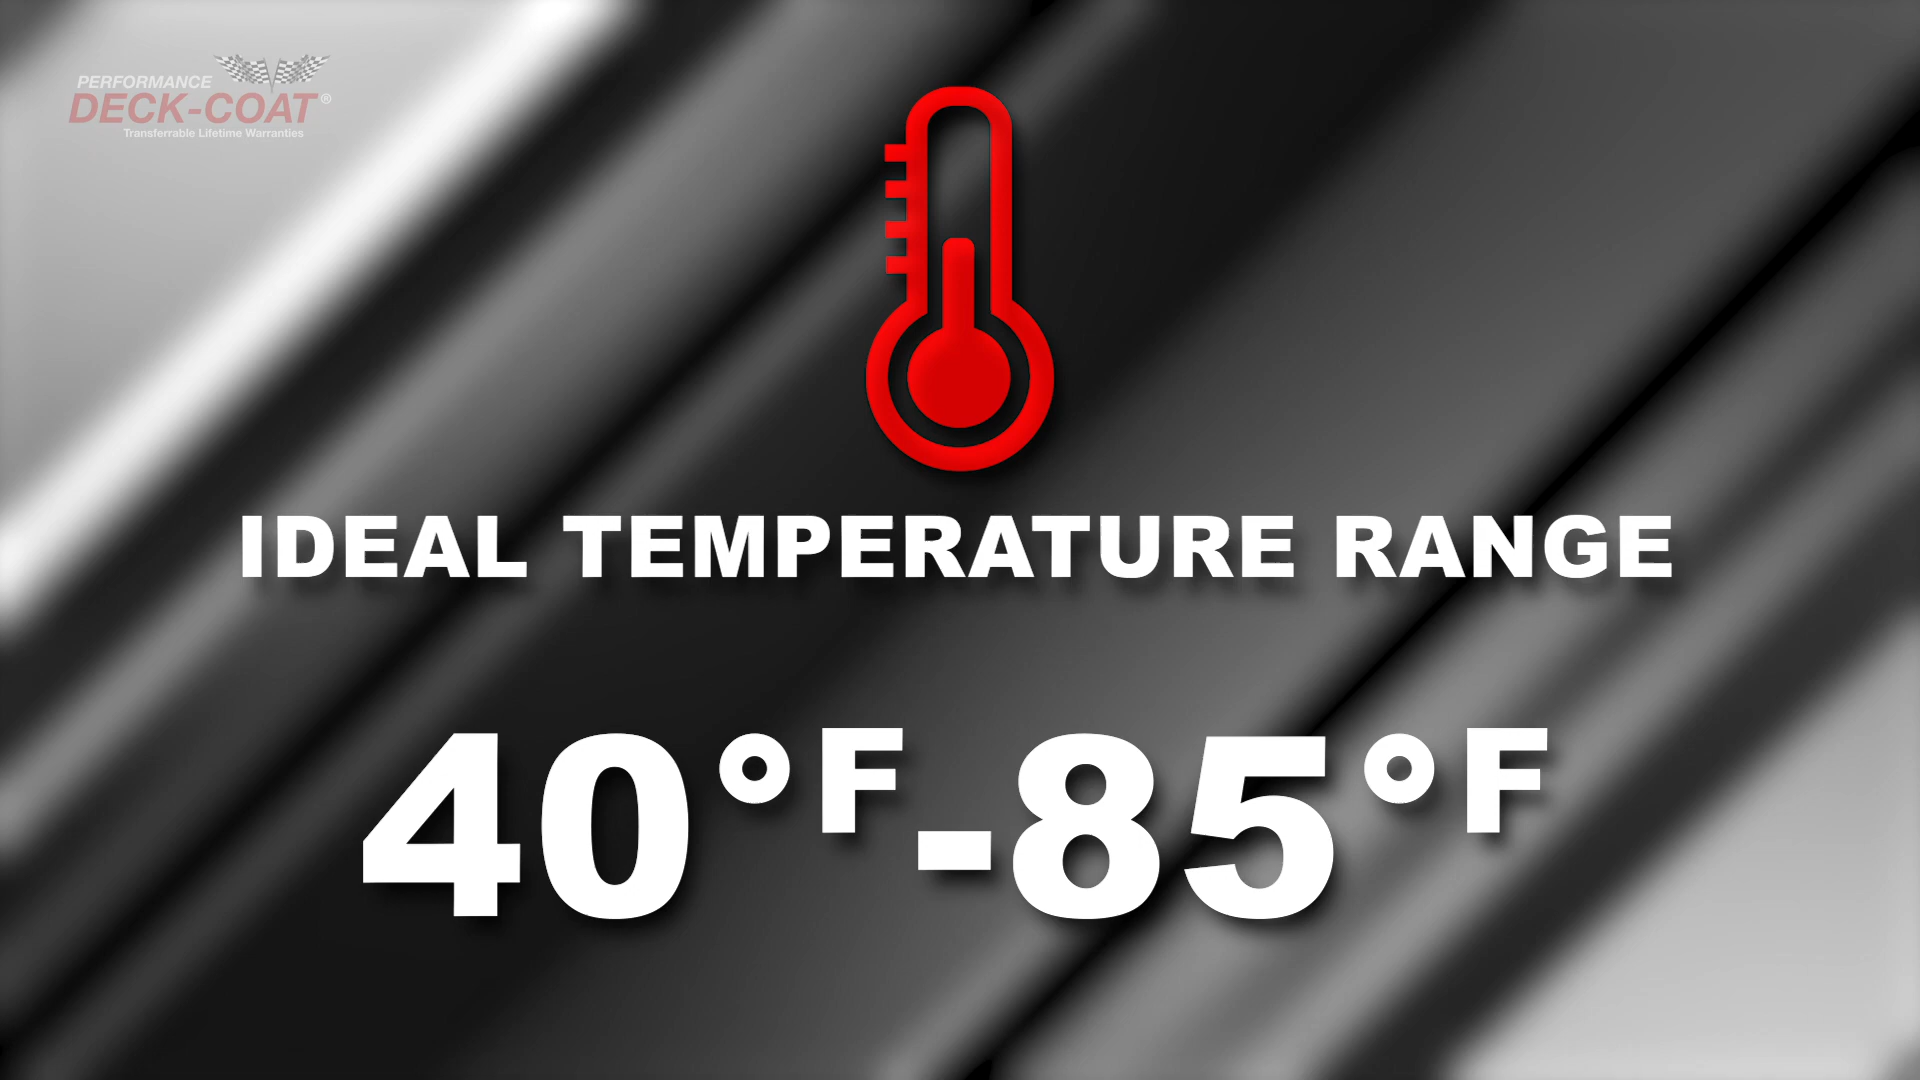 PERFORMANCE
DECK-COAT®
Transferrable Lifetime Warranties
IDEAL TEMPERATURE RANGE
40°F-85°F